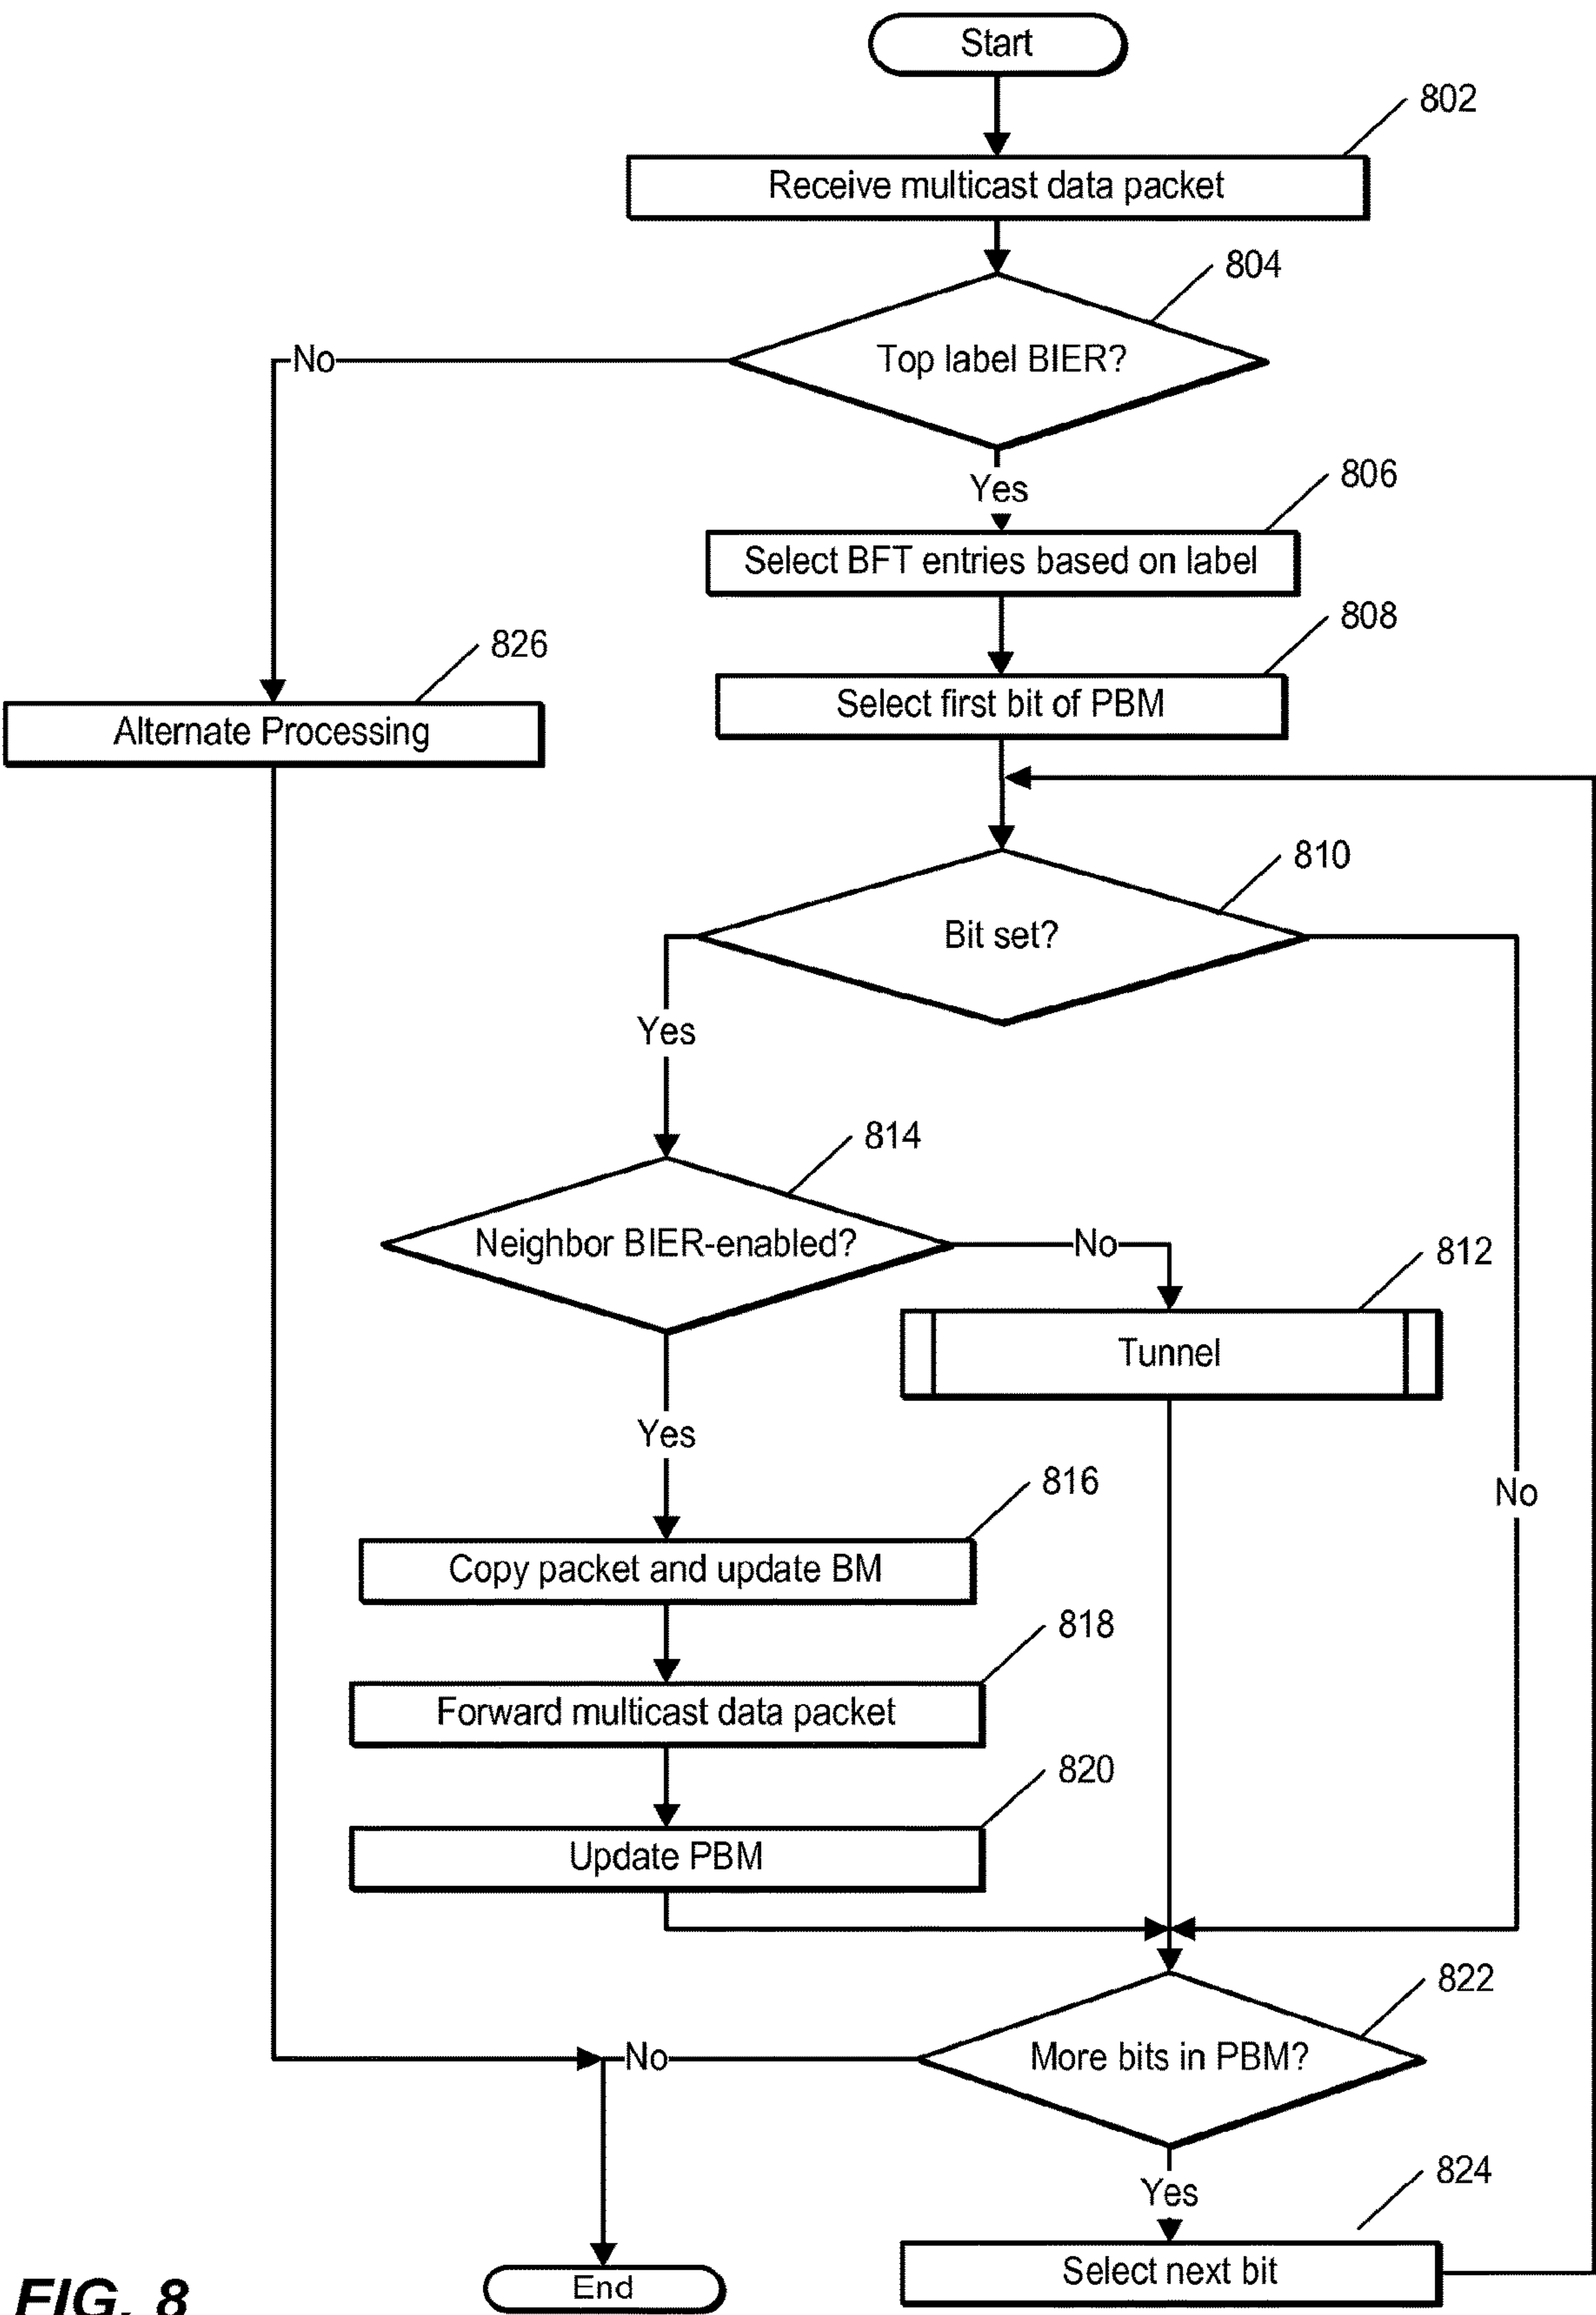 Start
802
Receive multicast data packet
804
Top label BIER?
No
Yes
806
Select BFT entries based on label
808
Select first bit of PBM
826
Alternate Processing
810
Bit set?
Yes
814
Neighbor BIER-enabled?
No
812
Tunnel
Yes
No
816
Copy packet and update BM
818
Forward multicast data packet
820
Update PBM
822
More bits in PBM?
No
Yes
824
Select next bit
End
FIG. 8